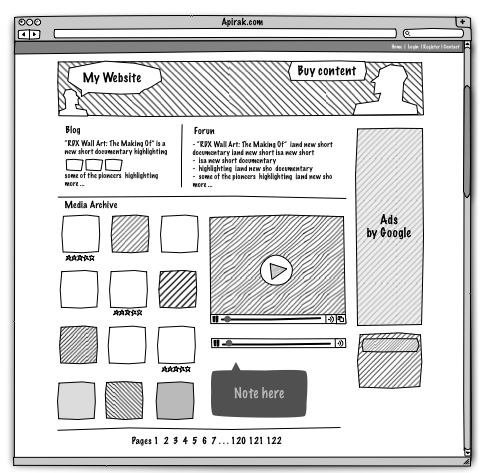 Apirak.com
Home | Login | Register | Contact
My Website
Buy content
Blog
"RDX Wall Art: The Making Of" is a
new short documentary highlighting
some of the pioneers highlighting
more ...
Forun
- "RDX Wall Art: The Making Of" iand new short
documentary iand new short isa new short
- isa new short documentary
- highlighting iand new sho documentary
- some of the pioneers highlighting iand new sho
more ...
Media Archive
Ads
by Google
Note here
Pages 1 2 3 4 5 6 7 ... 120 121 122